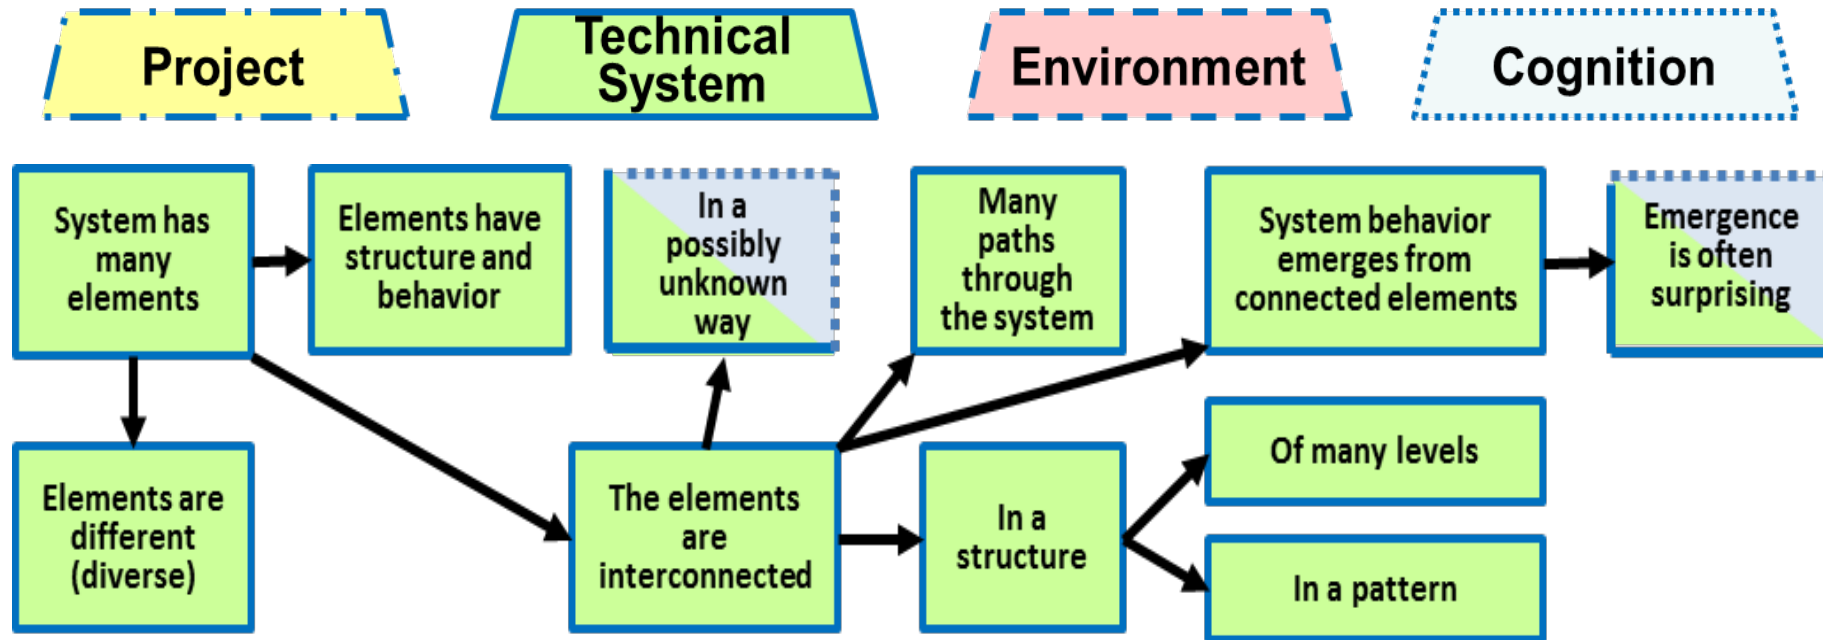 Project
Technical
System
Environment
Cognition
System has
many
elements
Elements have
structure and
behavior
In a
possibly
unknown
way
Many
paths
through
the system
System behavior
emerges from
connected elements
Emergence
is often
surprising
Elements are
different
(diverse)
The elements
are
interconnected
In a
structure
Of many levels
In a pattern